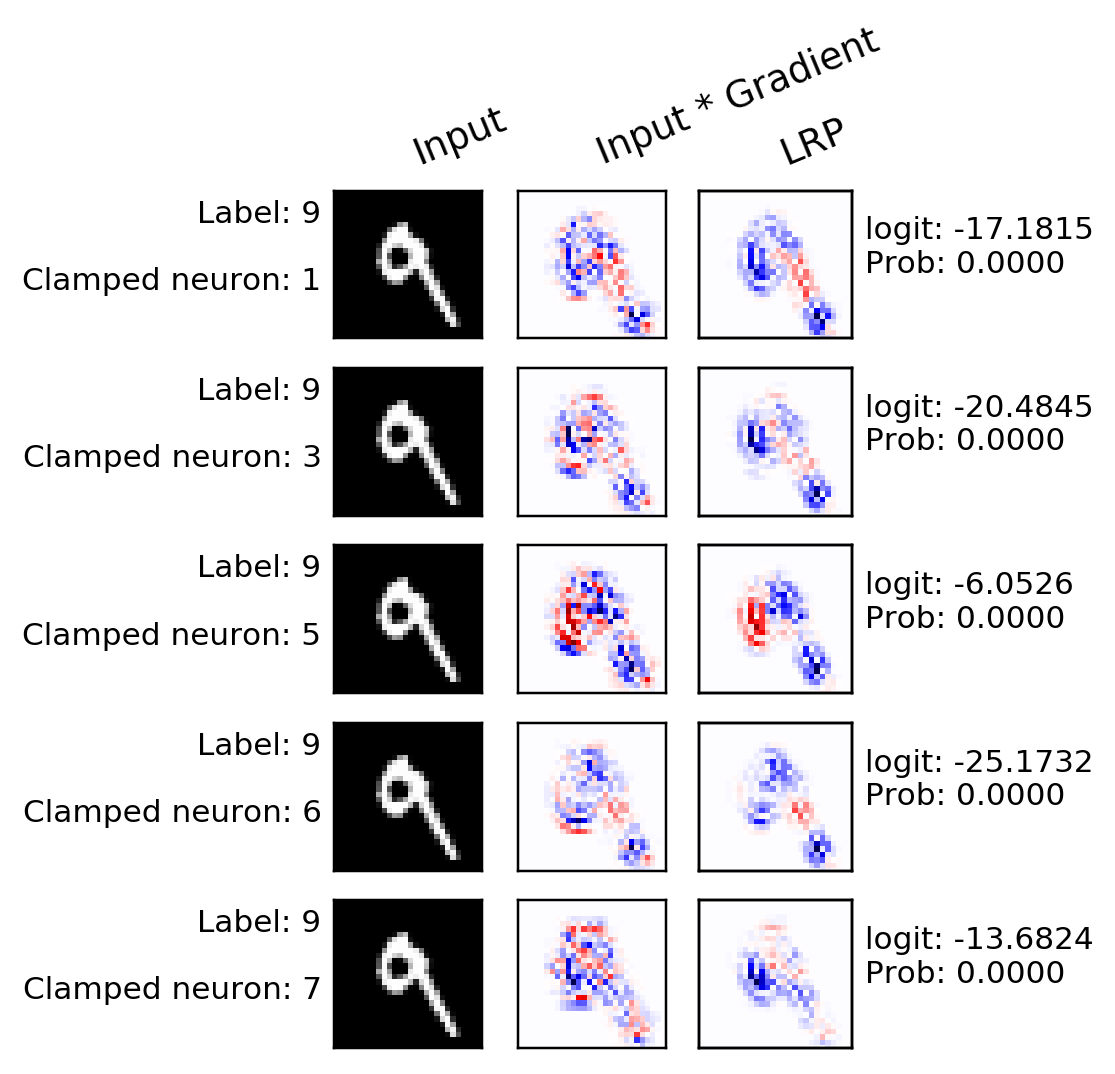 Input
Input * Gradient
LRP
Label: 9
Clamped neuron: 1
logit: -17.1815
Prob: 0.0000
Label: 9
Clamped neuron: 3
logit: -20.4845
Prob: 0.0000
Label: 9
Clamped neuron: 5
logit: -6.0526
Prob: 0.0000
Label: 9
Clamped neuron: 6
logit: -25.1732
Prob: 0.0000
Label: 9
Clamped neuron: 7
logit: -13.6824
Prob: 0.0000